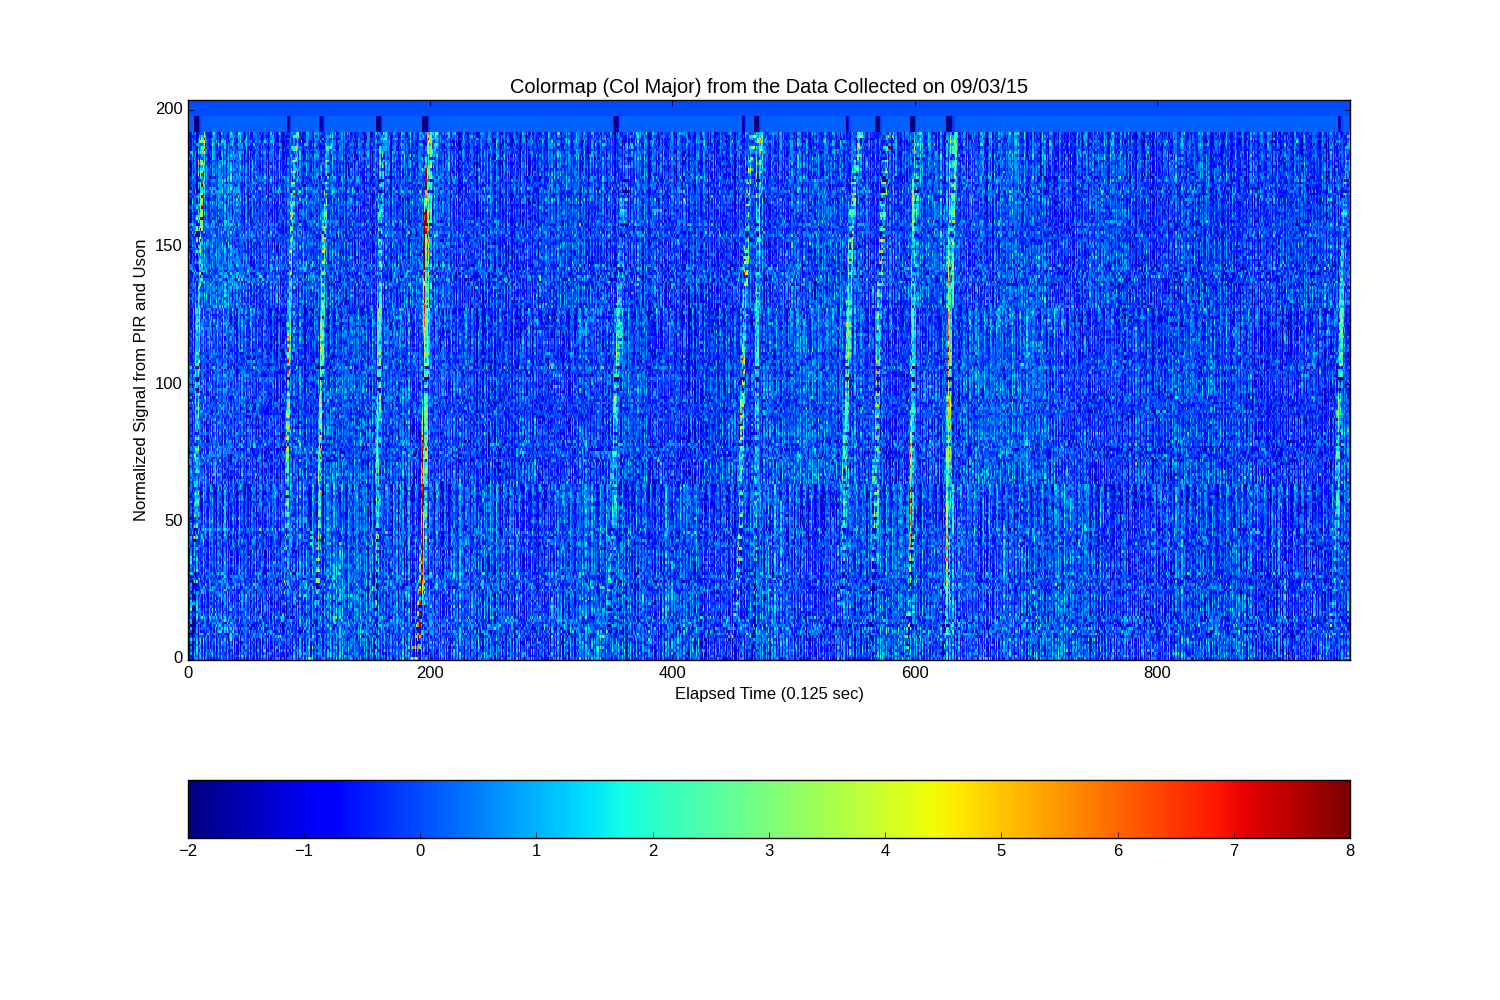 Colormap (Col Major) from the Data Collected on 09/03/15
200
150
100
50
0
Normalized Signal from PIR and Uson
0 200 400 600 800
Elapsed Time (0.125 sec)
−2 −1 0 1 2 3 4 5 6 7 8